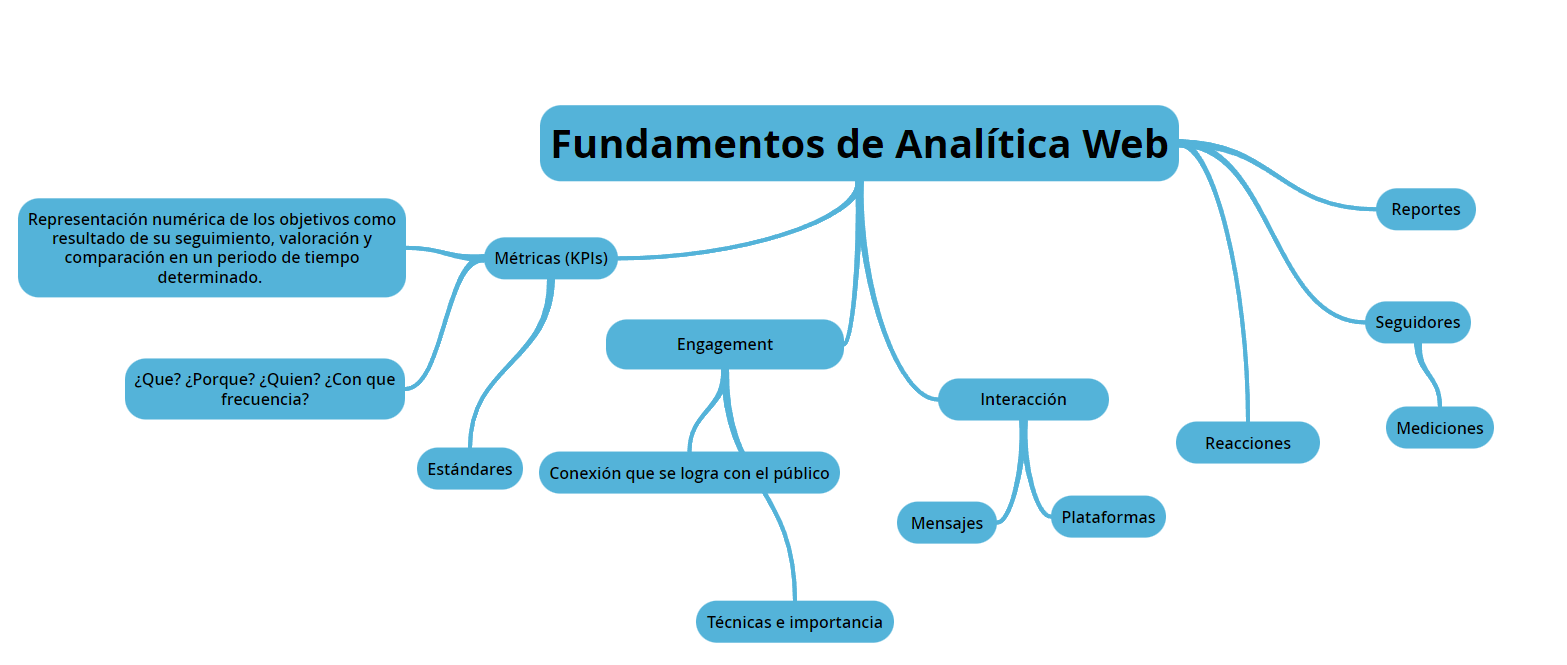 Fundamentos de Analítica Web
Representación numérica de los objetivos como
resultado de su seguimiento, valoración y
comparación en un periodo de tiempo
determinado.
Métricas (KPIs)
¿Que? ¿Porque? ¿Quien? ¿Con que
frecuencia?
Estándares
Engagement
Conexión que se logra con el público
Técnicas e importancia
Interacción
Mensajes
Plataformas
Reacciones
Reportes
Seguidores
Mediciones